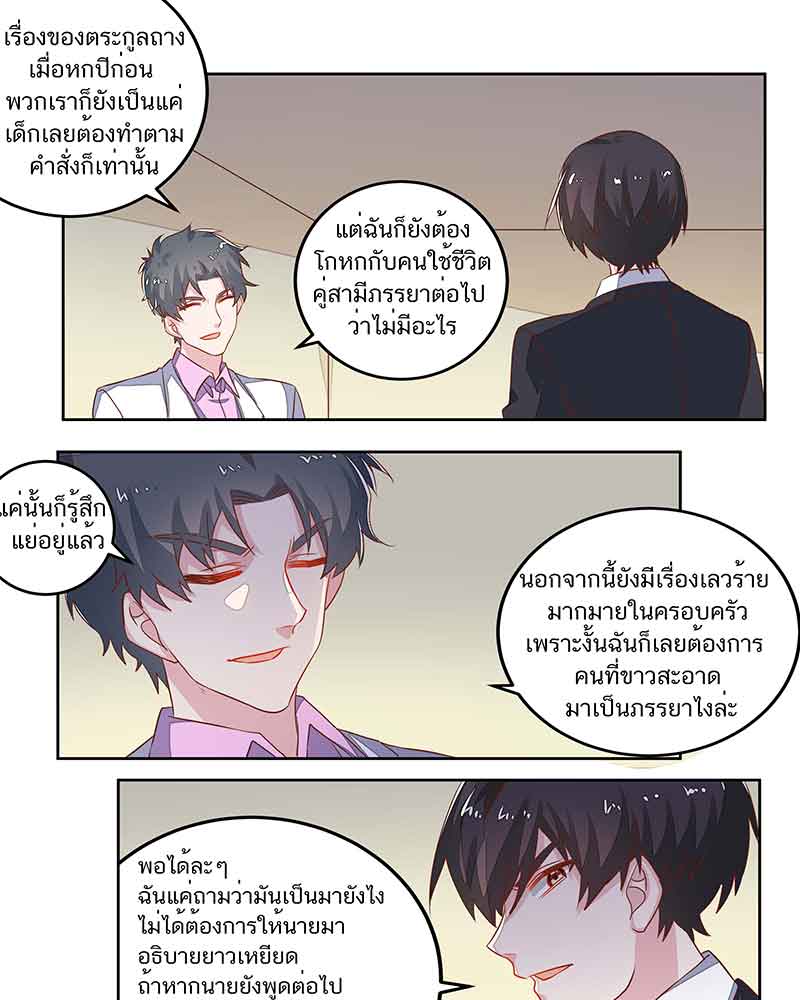 เรื่องของตระกูลถาง
เมื่อหกปีก่อน
พวกเราก็ยังเป็นแค่
เด็กเลยต้องทำตาม
คำสั่งก็เท่านั้น
แต่ฉันก็ยังต้อง
โกหกกับคนใช้ชีวิต
คู่สามีภรรยาต่อไป
ว่าไม่มีอะไร
แค่นั้นก็รู้สึก
แย่อยู่แล้ว
นอกจากนี้ยังมีเรื่องเลวร้าย
มากมายในครอบครัว
เพราะงั้นฉันก็เลยต้องการ
คนที่ขาวสะอาด
มาเป็นภรรยาไงล่ะ
พอได้ละๆ
ฉันแค่ถามว่ามันเป็นมายังไง
ไม่ได้ต้องการให้นายมา
อธิบายยาวเหยียด
ถ้าหากนายยังพูดต่อไป